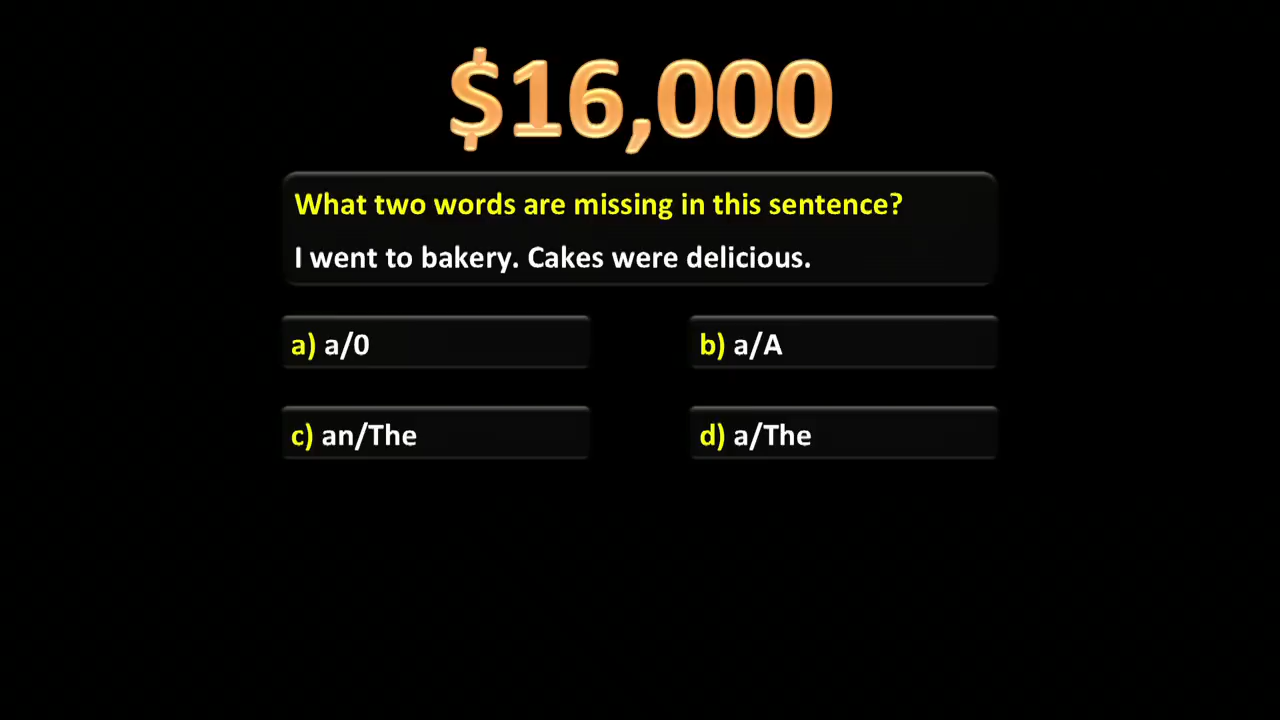 $16,000
What two words are missing in this sentence?
I went to bakery. Cakes were delicious.
a) a/0
b) a/A
c) an/The
d) a/The